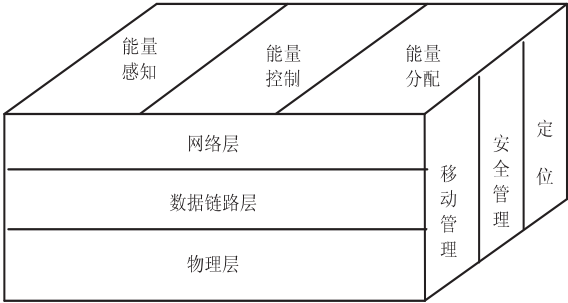 能量
感知
能量
控制
能量
分配
网络层
数据链路层
物理层
移动管理
安全管理
定位